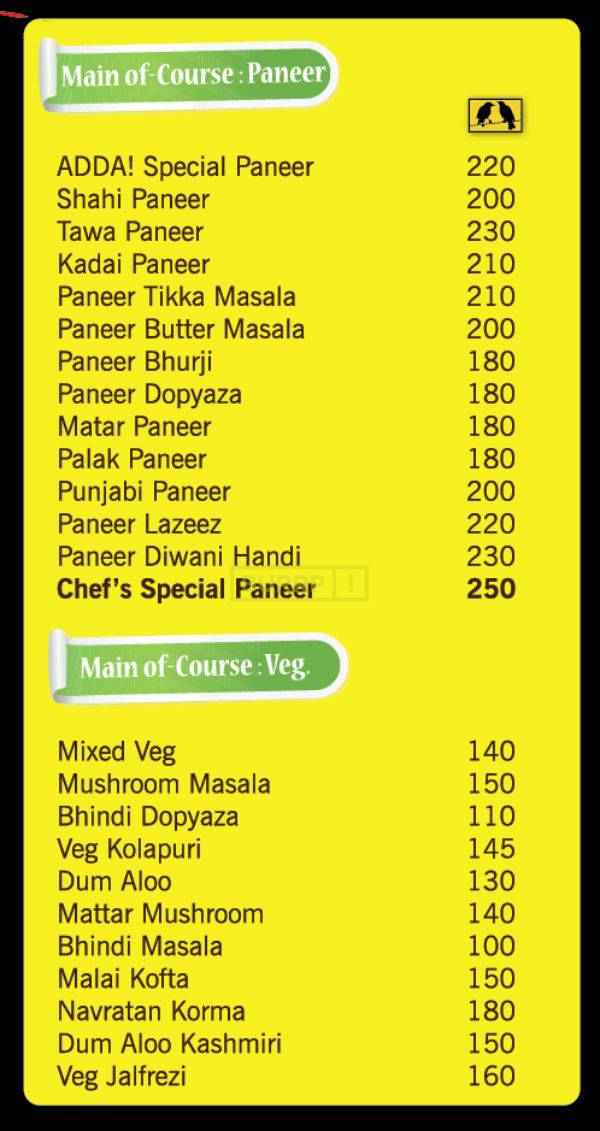 Main of-Course : Paneer
ADDA! Special Paneer 220
Shahi Paneer 200
Tawa Paneer 230
Kadai Paneer 210
Paneer Tikka Masala 210
Paneer Butter Masala 200
Paneer Bhurji 180
Paneer Dopyaza 180
Matar Paneer 180
Palak Paneer 180
Punjabi Paneer 200
Paneer Lazeez 220
Paneer Diwani Handi 230
Chef's Special Paneer 250
Main of-Course : Veg.
Mixed Veg 140
Mushroom Masala 150
Bhindi Dopyaza 110
Veg Kolapuri 145
Dum Aloo 130
Mattar Mushroom 140
Bhindi Masala 100
Malai Kofta 150
Navratan Korma 180
Dum Aloo Kashmiri 150
Veg Jalfrezi 160